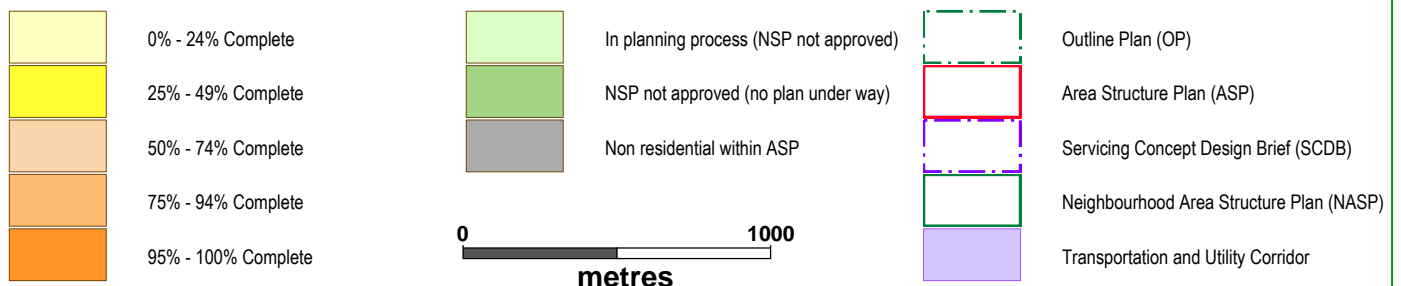 0% - 24% Complete
25% - 49% Complete
50% - 74% Complete
75% - 94% Complete
95% - 100% Complete
In planning process (NSP not approved)
NSP not approved (no plan under way)
Non residential within ASP
0 1000
metres
Outline Plan (OP)
Area Structure Plan (ASP)
Servicing Concept Design Brief (SCDB)
Neighbourhood Area Structure Plan (NASP)
Transportation and Utility Corridor